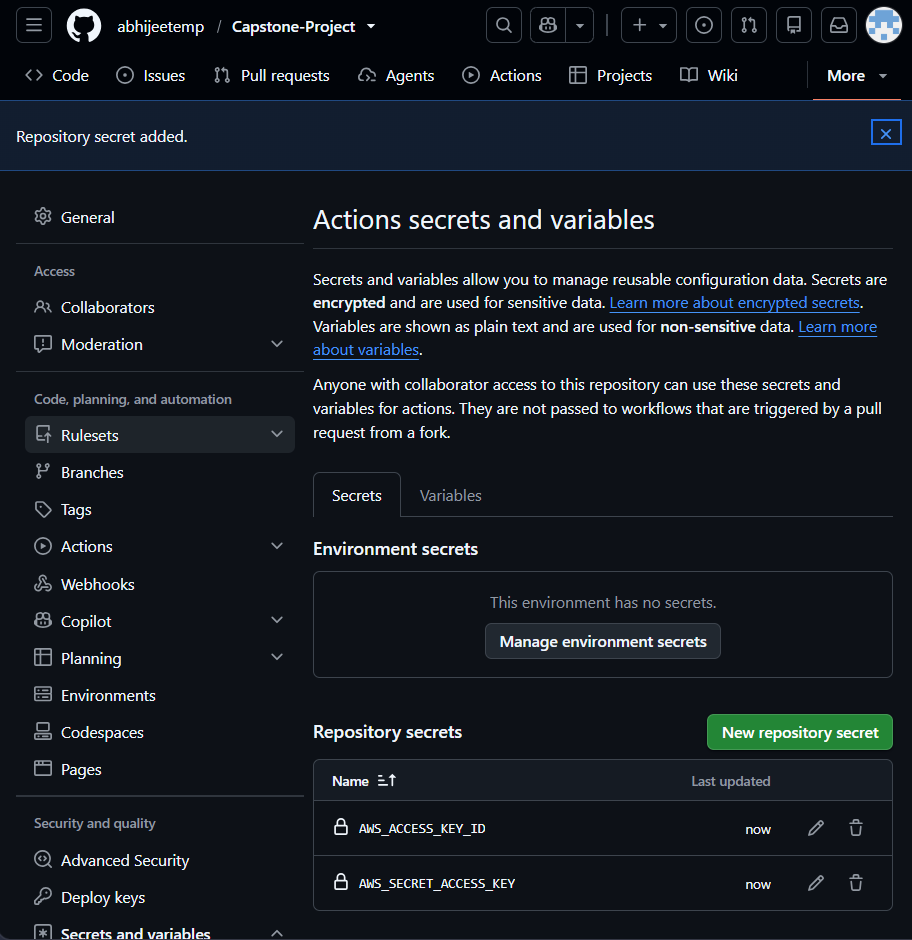 abhijeetemp / Capstone-Project
Code Issues Pull requests Agents Actions Projects Wiki More
Repository secret added.
General
Access
Collaborators
Moderation
Code, planning, and automation
Rulesets
Branches
Tags
Actions
Webhooks
Copilot
Planning
Environments
Codespaces
Pages
Security and quality
Advanced Security
Deploy keys
Secrets and variables
Actions secrets and variables
Secrets and variables allow you to manage reusable configuration data. Secrets are
encrypted and are used for sensitive data. Learn more about encrypted secrets.
Variables are shown as plain text and are used for non-sensitive data. Learn more
about variables.
Anyone with collaborator access to this repository can use these secrets and
variables for actions. They are not passed to workflows that are triggered by a pull
request from a fork.
Secrets Variables
Environment secrets
This environment has no secrets.
Manage environment secrets
Repository secrets
New repository secret
Name Last updated
AWS_ACCESS_KEY_ID now
AWS_SECRET_ACCESS_KEY now